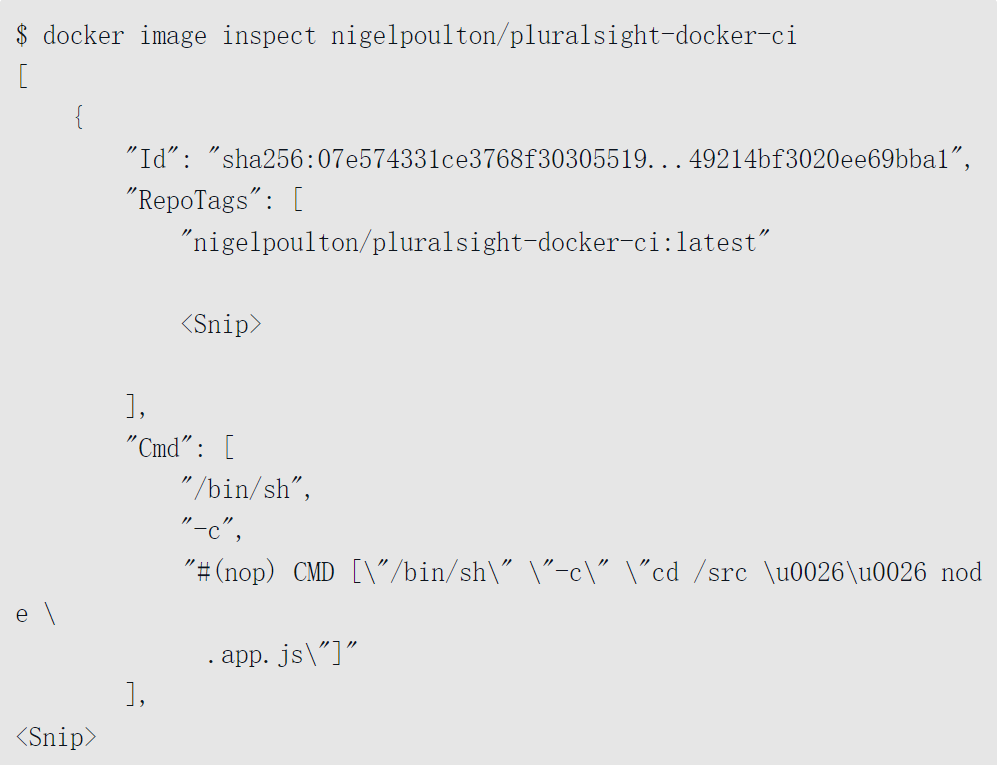 $ docker image inspect nigelpoulton/pluralsight-docker-ci
[
    {
        "Id": "sha256:07e574331ce3768f30305519...49214bf3020ee69bba1",
        "RepoTags": [
            "nigelpoulton/pluralsight-docker-ci:latest"
            <Snip>
        ],
        "Cmd": [
            "/bin/sh",
            "-c",
            "#(nop) CMD [\"/bin/sh\" \"-c\" \"cd /src \u0026\u0026 nod
e \
              .app.js\"]"
        ],
<Snip>